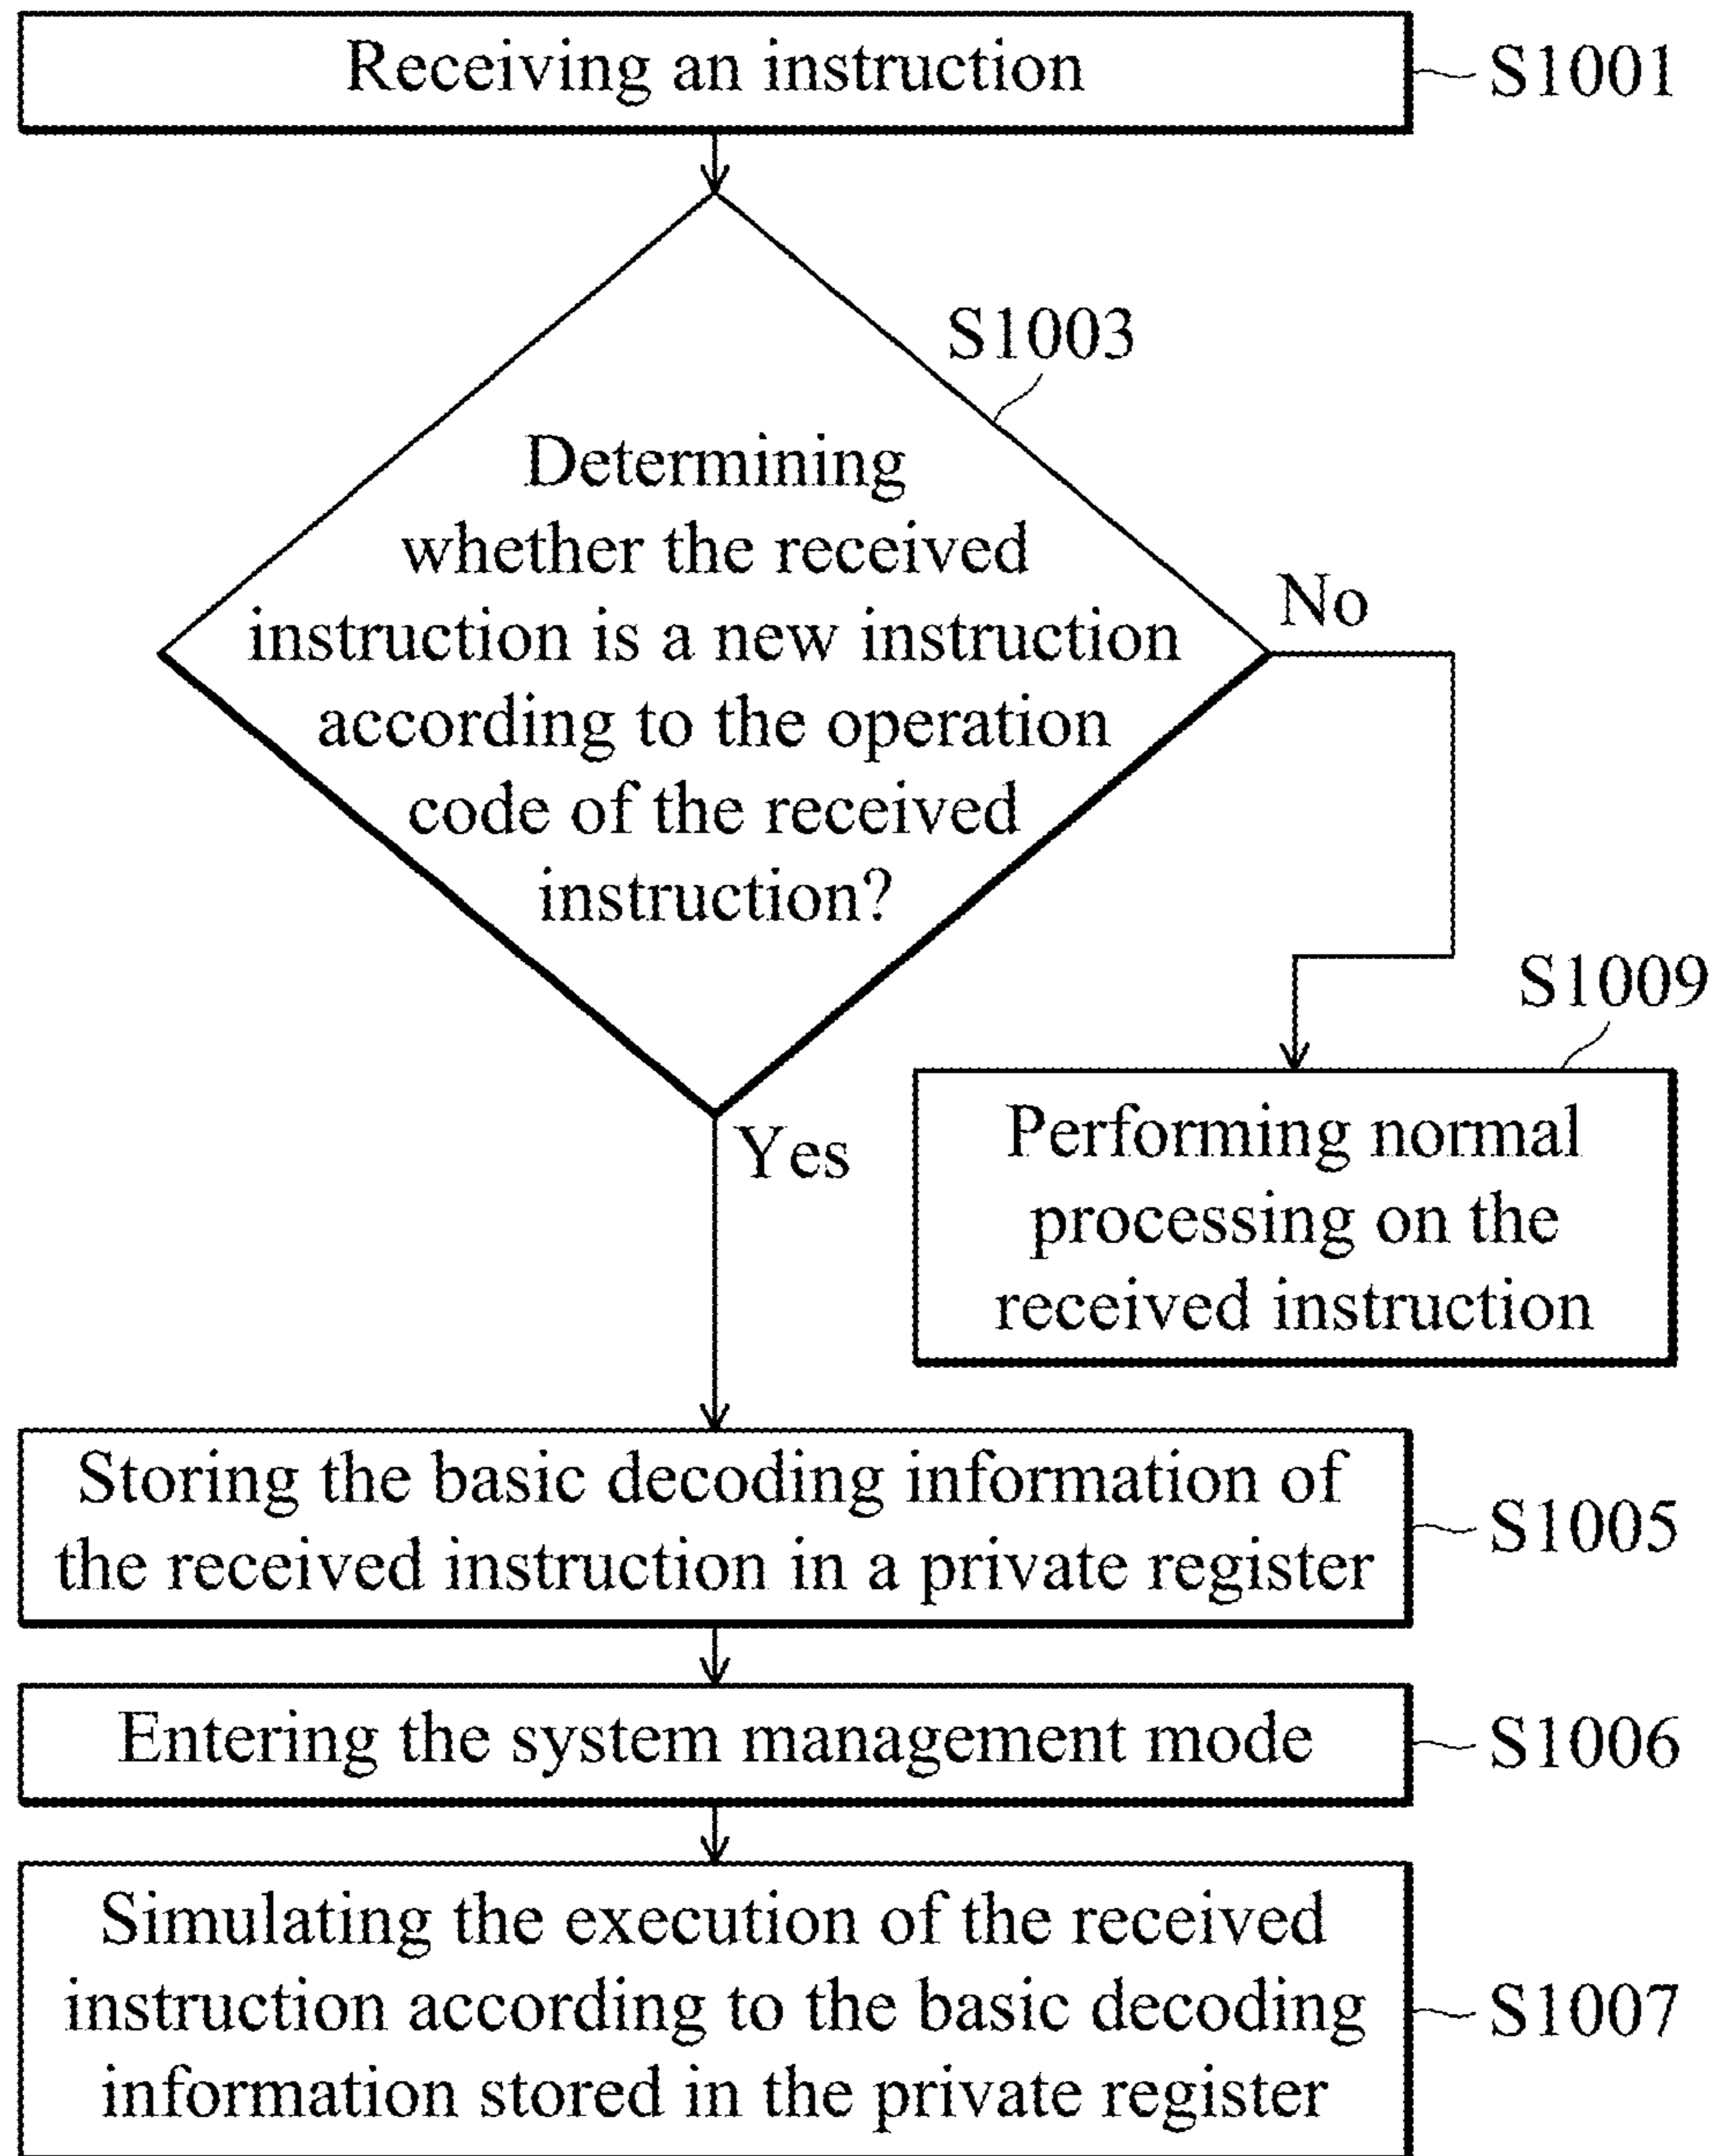 Receiving an instruction
S1001
S1003
Determining
whether the received
instruction is a new instruction
according to the operation
code of the received
instruction?
No
Yes
S1009
Performing normal
processing on the
received instruction
Storing the basic decoding information of
the received instruction in a private register
S1005
Entering the system management mode
S1006
Simulating the execution of the received
instruction according to the basic decoding
information stored in the private register
S1007